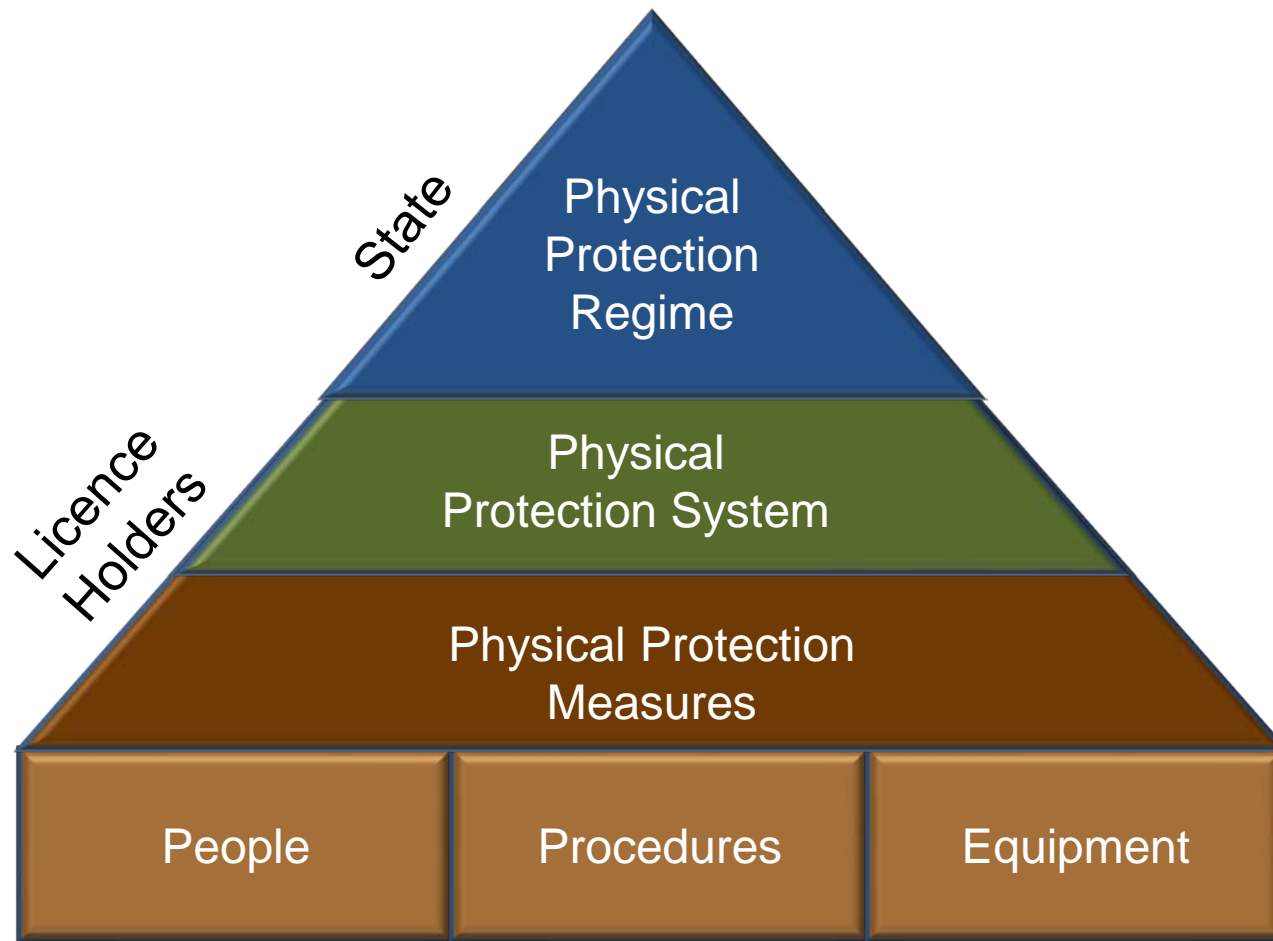 State
Physical
Protection
Regime
Licence
Holders
Physical
Protection System
Physical Protection
Measures
People
Procedures
Equipment